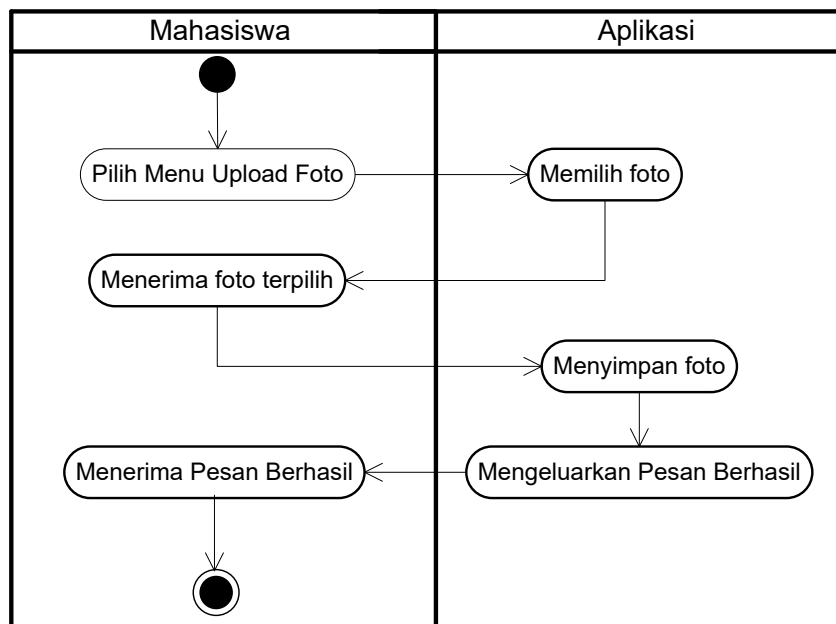 Mahasiswa
Aplikasi
Pilih Menu Upload Foto
Memilih foto
Menerima foto terpilih
Menyimpan foto
Menerima Pesan Berhasil
Mengeluarkan Pesan Berhasil